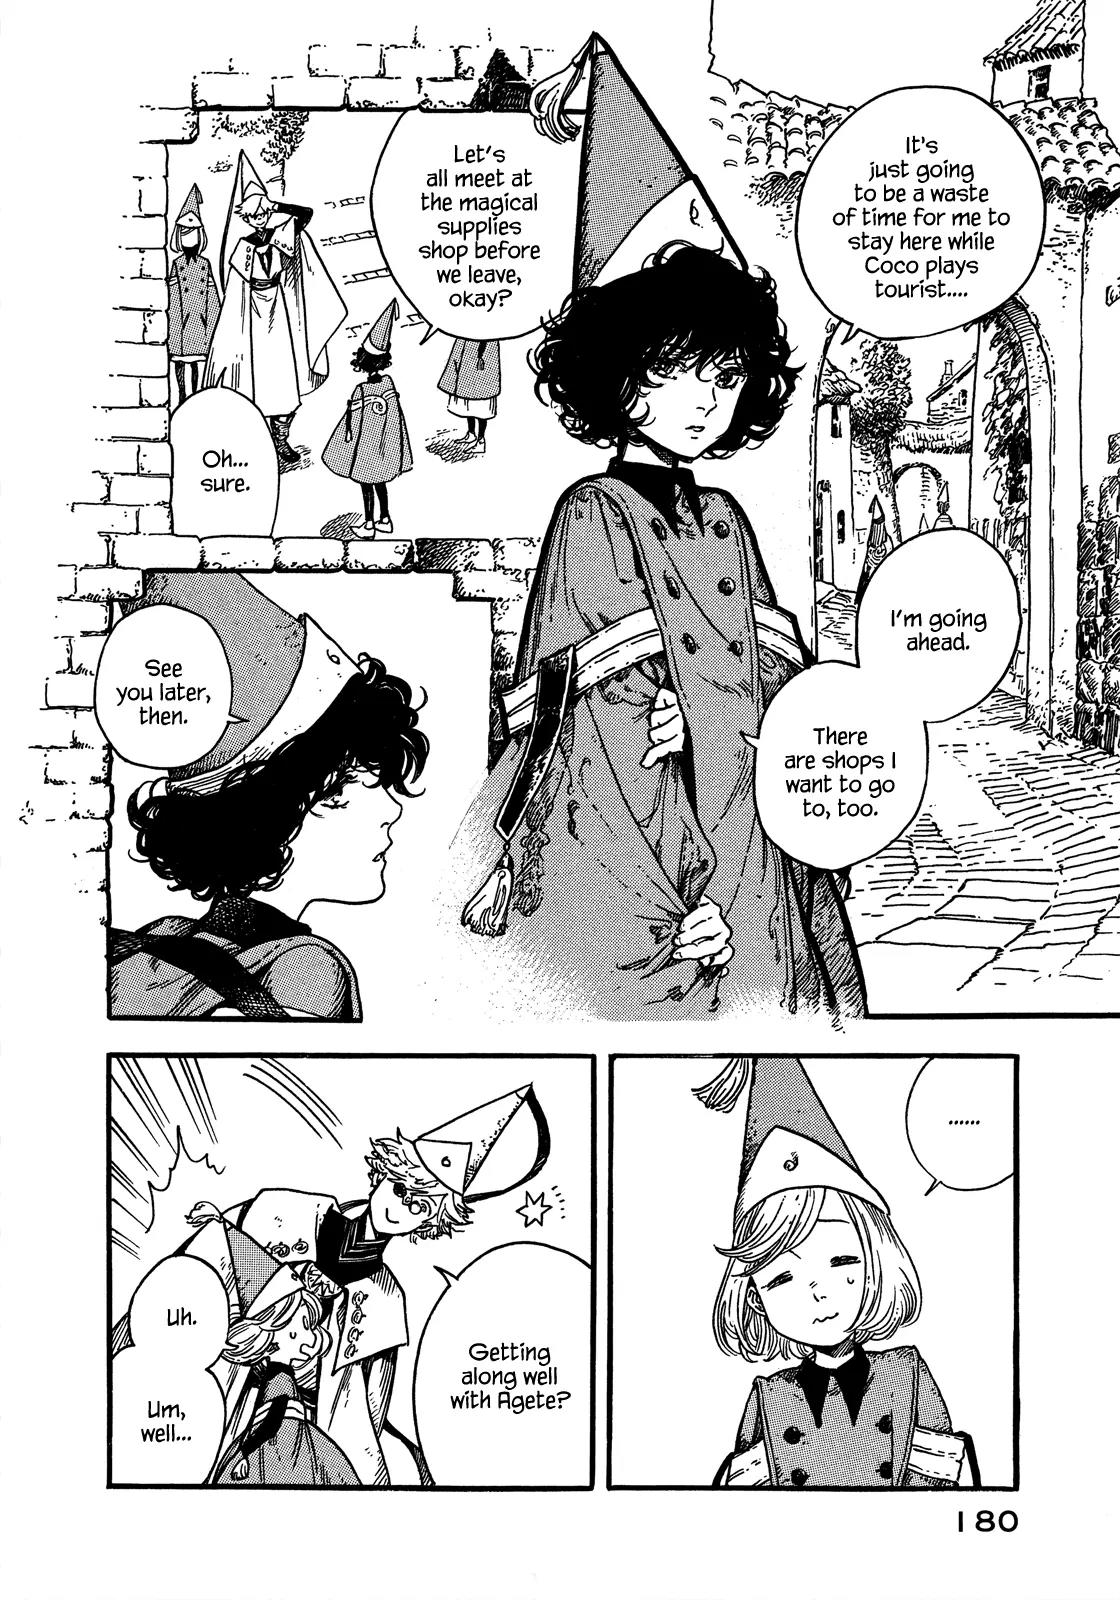 It's
just going
to be a waste
of time for me to
stay here while
Coco plays
tourist....
I'm going
ahead.
There
are shops I
want to go
to, too.
Let's
all meet at
the magical
supplies
shop before
we leave,
okay?
Oh...
sure.
See
you later,
then.
......
Getting
along well
with Agete?
Uh.
Um,
well...
180